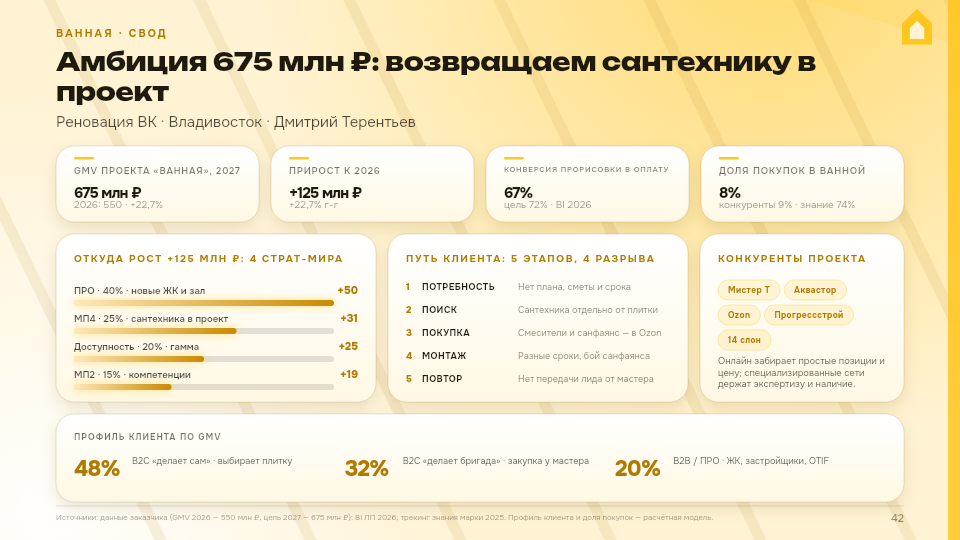 ВАННАЯ · СВОД
Амбиция 675 млн ₽: возвращаем сантехнику в
проект
Реновация ВК · Владивосток · Дмитрий Терентьев
GMV ПРОЕКТА «ВАННАЯ», 2027
675 млн ₽
2026: 550 · +22,7%
ПРИРОСТ К 2026
+125 млн ₽
+22,7% г-г
КОНВЕРСИЯ ПРОРИСОВКИ В ОПЛАТУ
67%
цель 72% · BI 2026
ДОЛЯ ПОКУПОК В ВАННОЙ
8%
конкуренты 9% · знание 74%
ОТКУДА РОСТ +125 МЛН ₽: 4 СТРАТ-МИРА
ПРО · 40% · новые ЖК и зал +50
МП4 · 25% · сантехника в проект +31
Доступность · 20% · гамма +25
МП2 · 15% · компетенции +19
ПУТЬ КЛИЕНТА: 5 ЭТАПОВ, 4 РАЗРЫВА
1 ПОТРЕБНОСТЬ Нет плана, сметы и срока
2 ПОИСК Сантехника отдельно от плитки
3 ПОКУПКА Смесители и санфаянс — в Ozon
4 МОНТАЖ Разные сроки, бой санфаянса
5 ПОВТОР Нет передачи лида от мастера
КОНКУРЕНТЫ ПРОЕКТА
Мистер Т Аквастор
Ozon Прогрессстрой
14 слон
Онлайн забирает простые позиции и
цену; специализированные сети
держат экспертизу и наличие.
ПРОФИЛЬ КЛИЕНТА ПО GMV
48% B2C «делает сам» · выбирает плитку
32% B2C «делает бригада» · закупка у мастера
20% B2B / ПРО · ЖК, застройщики, OTIF
Источники: данные заказчика (GMV 2026 — 550 млн ₽, цель 2027 — 675 млн ₽); BI ЛП 2026; трекинг знания марки 2025. Профиль клиента и доля покупок — расчётная модель.
42